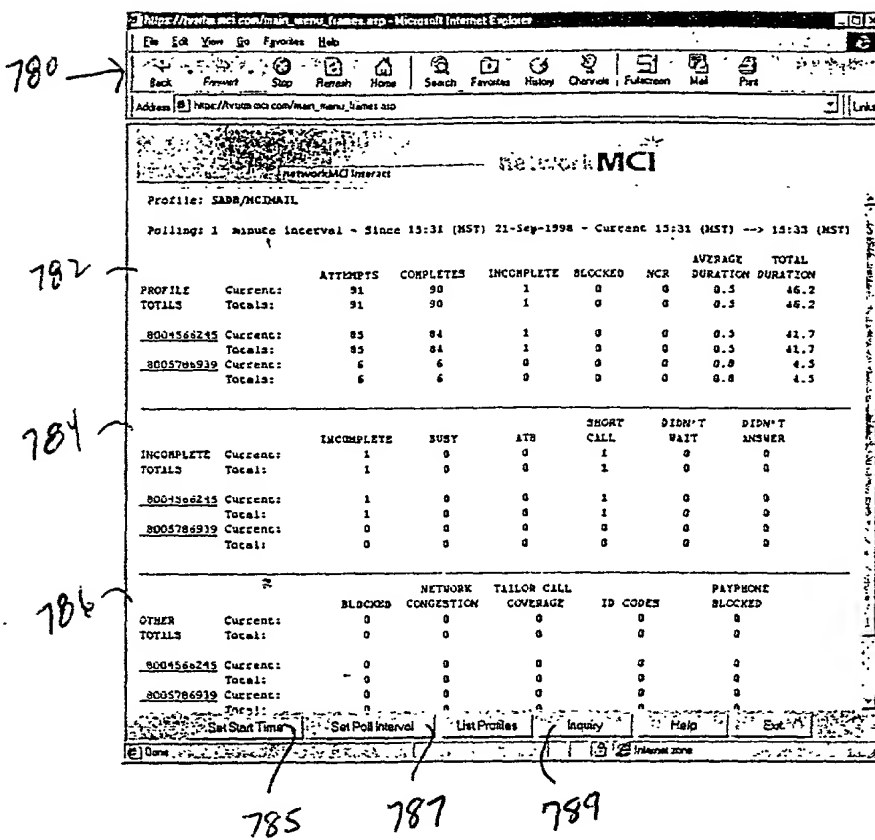 https://tvwtm.mci.com/main_menu_frames.asp - Microsoft Internet Explorer
File Edit View Go Favorites Help
780
Back Forward Stop Refresh Home Search Favorites History Channels Fullscreen Mail Print
Address https://tvwtm.mci.com/main_menu_frames.asp Links
networkMCI Interact networkMCI
Profile: SADB/MCIMAIL
Polling: 1 minute interval - Since 15:31 (MST) 21-Sep-1998 - Current 15:31 (MST) --> 15:33 (MST)
782
AVERAGE TOTAL
ATTEMPTS COMPLETES INCOMPLETE BLOCKED NCR DURATION DURATION
PROFILE Current: 91 90 1 0 0 0.5 46.2
TOTALS Totals: 91 90 1 0 0 0.5 46.2
8004566245 Current: 85 84 1 0 0 0.5 41.7
Totals: 85 84 1 0 0 0.5 41.7
8005786939 Current: 6 6 0 0 0 0.8 4.5
Totals: 6 6 0 0 0 0.8 4.5
784
SHORT DIDN'T DIDN'T
INCOMPLETE BUSY ATB CALL WAIT ANSWER
INCOMPLETE Current: 1 0 0 1 0 0
TOTALS Total: 1 0 0 1 0 0
8004566245 Current: 1 0 0 1 0 0
Total: 1 0 0 1 0 0
8005786939 Current: 0 0 0 0 0 0
Total: 0 0 0 0 0 0
786
NETWORK TAILOR CALL PAYPHONE
BLOCKED CONGESTION COVERAGE ID CODES BLOCKED
OTHER Current: 0 0 0 0 0
TOTALS Total: 0 0 0 0 0
8004566245 Current: 0 0 0 0 0
Total: 0 0 0 0 0
8005786939 Current: 0 0 0 0 0
Total: 0 0 0 0 0
Set Start Time Set Poll Interval List Profiles Inquiry Help Exit
Done Internet zone
785 787 789